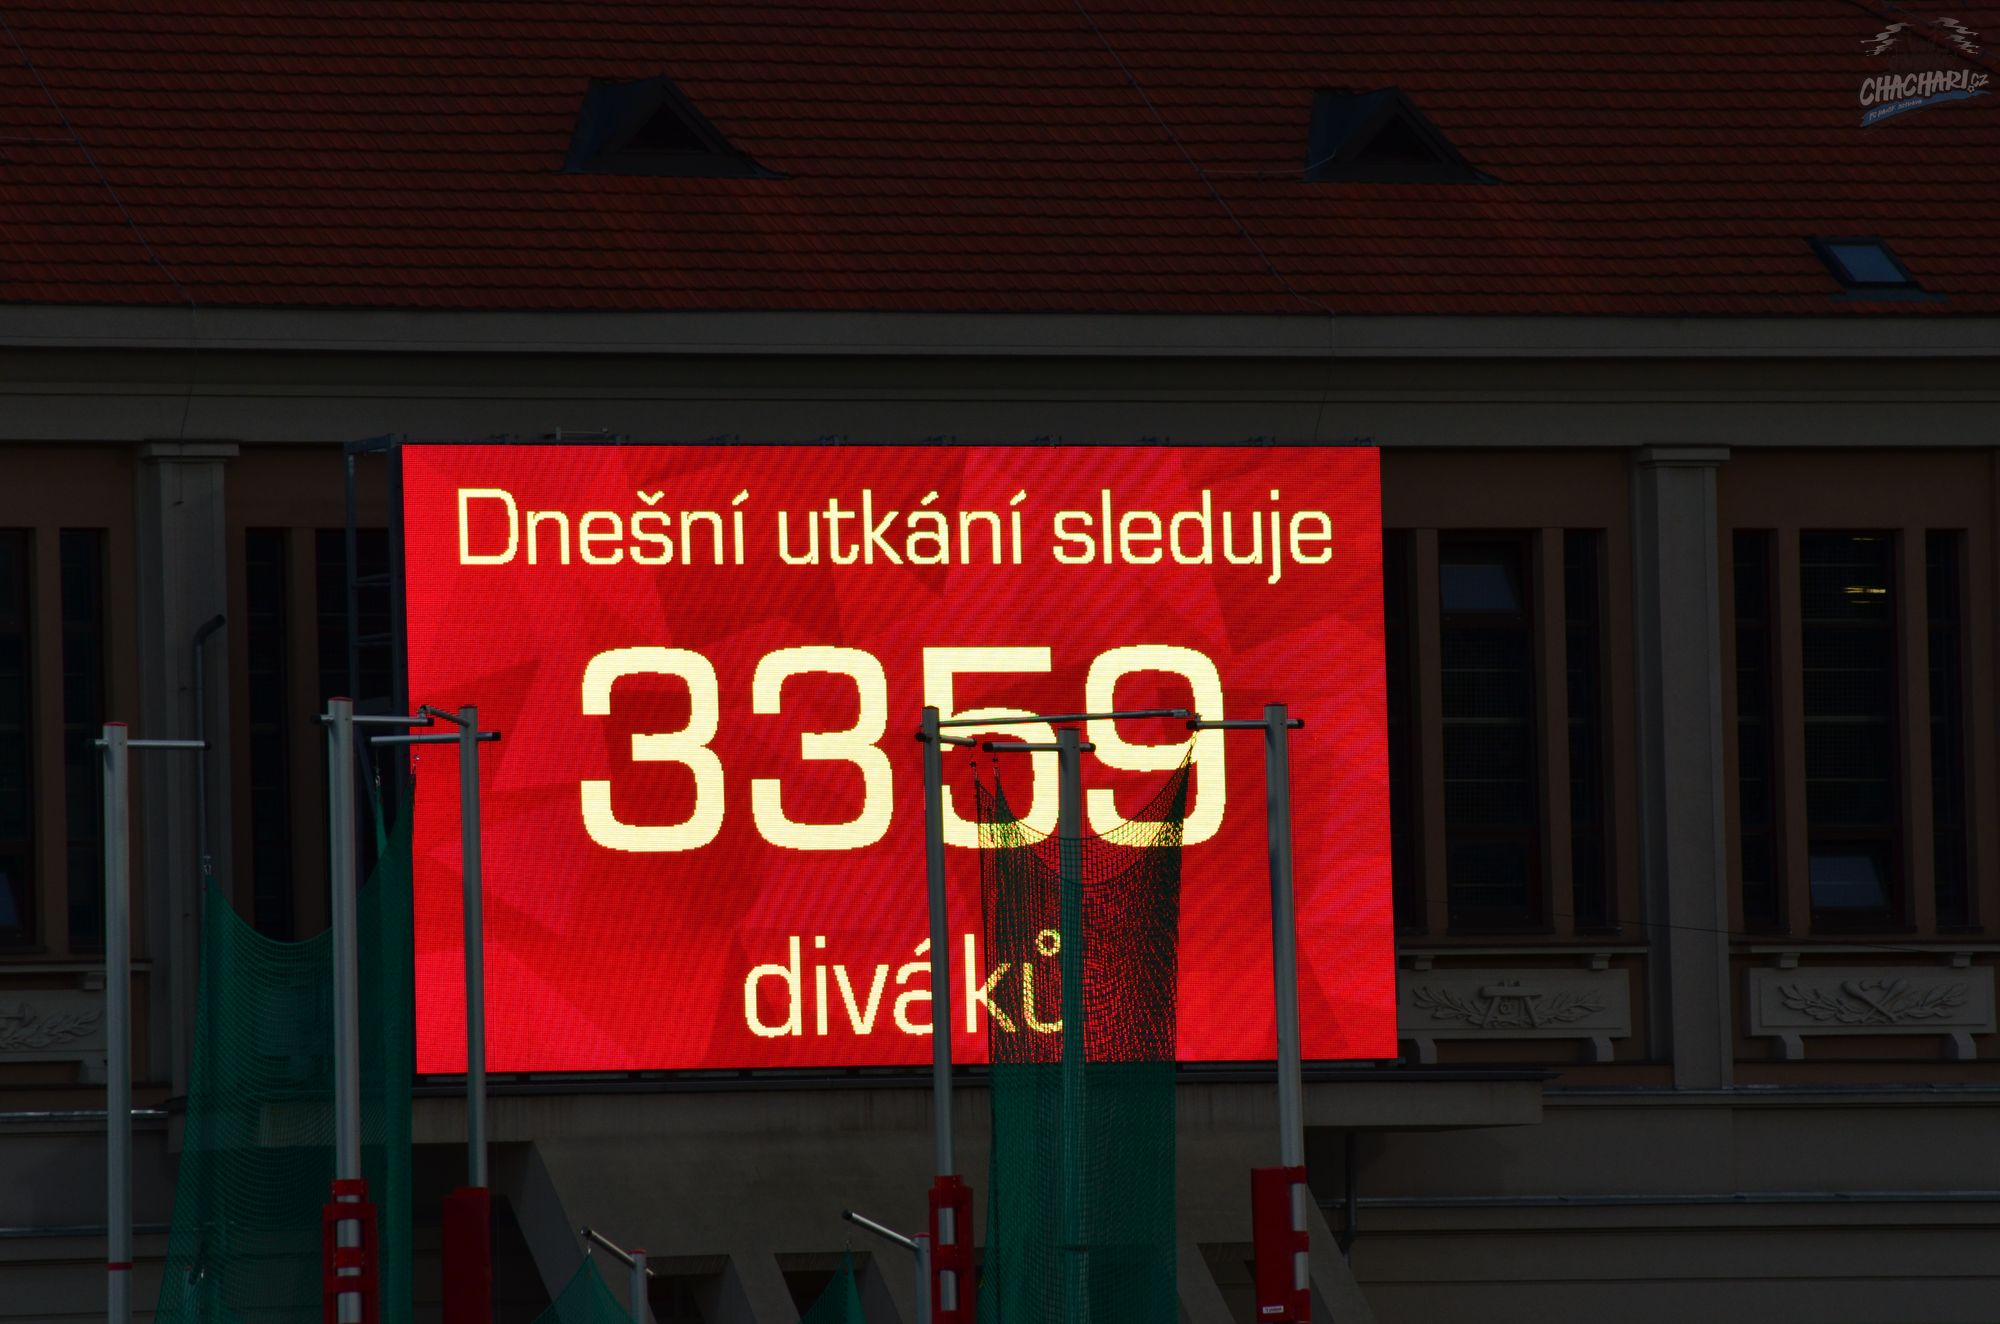 CHACHARI.CZ
Dnešní utkání sleduje
3359
diváků